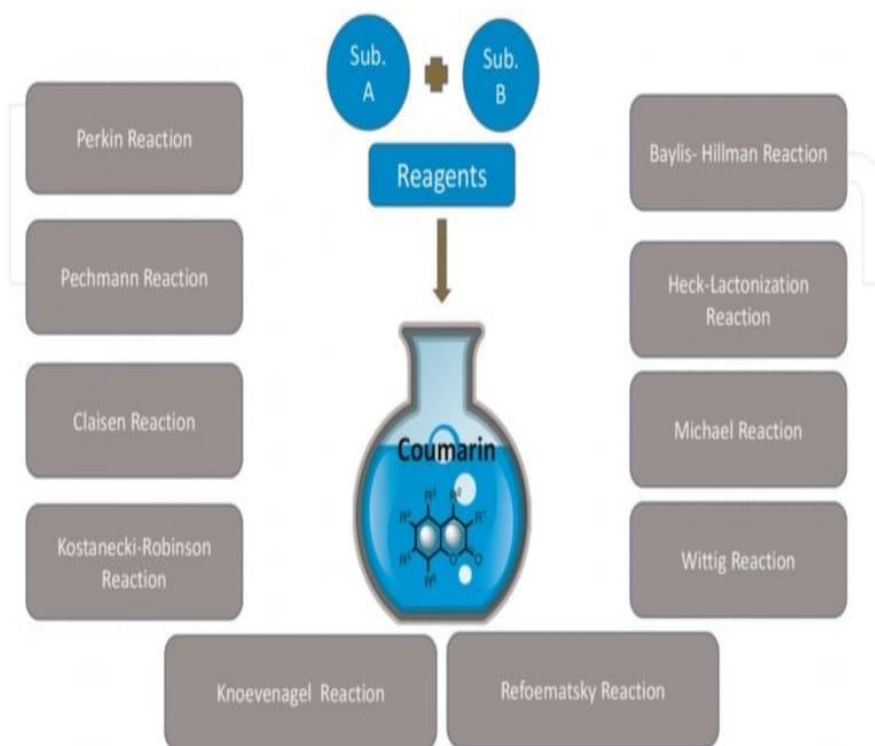 Sub.
A
Sub.
B
Reagents
Perkin Reaction
Pechmann Reaction
Claisen Reaction
Kostanecki-Robinson
Reaction
Baylis- Hillman Reaction
Heck-Lactonization
Reaction
Michael Reaction
Wittig Reaction
Coumarin
O O
Knoevenagel Reaction
Refoematsky Reaction